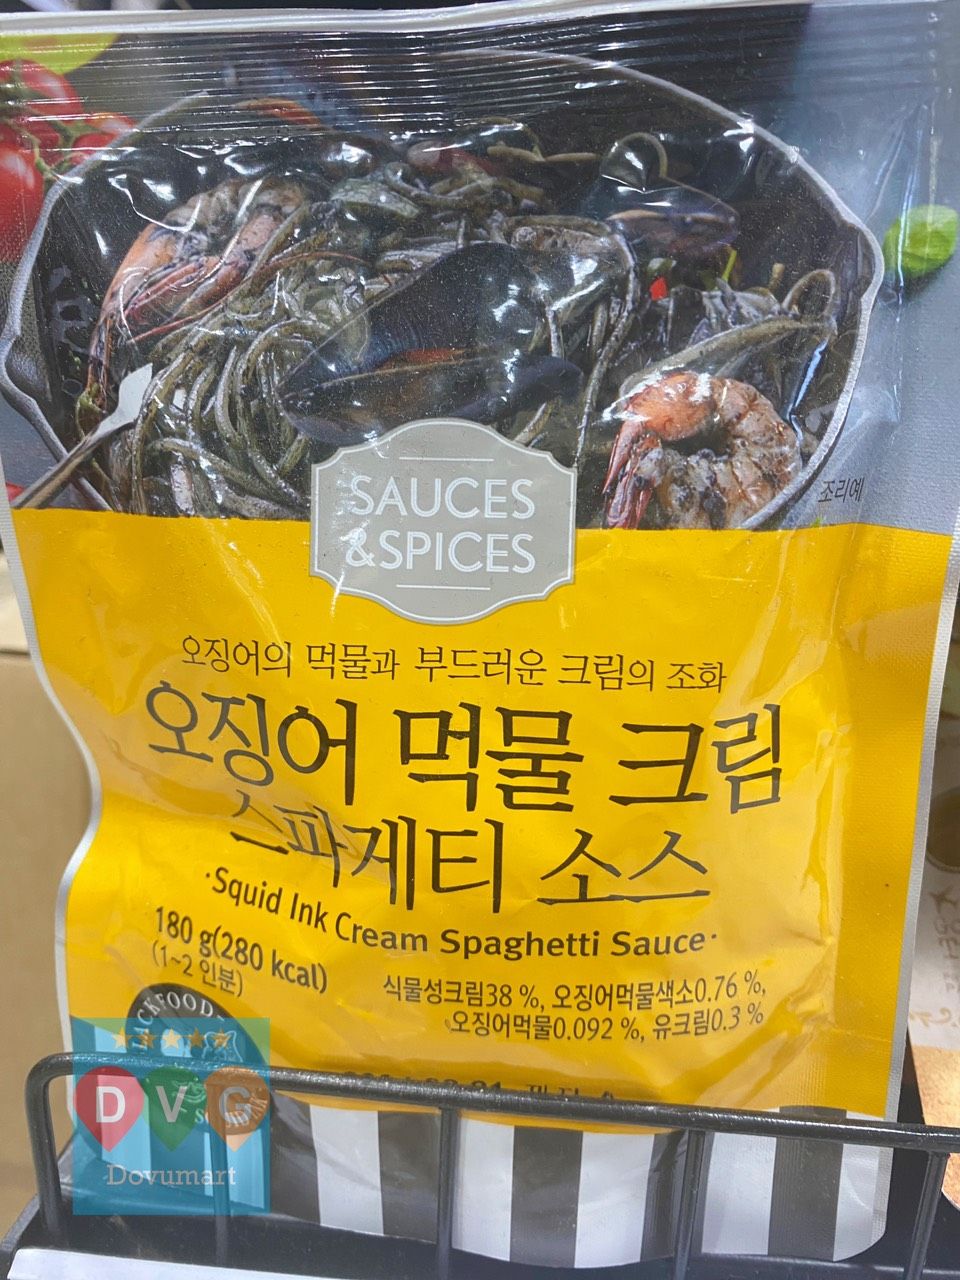 조리예
SAUCES
&SPICES
오징어의 먹물과 부드러운 크림의 조화
오징어 먹물 크림
스파게티 소스
·Squid Ink Cream Spaghetti Sauce·
180 g(280 kcal)
(1~2 인분)
식물성크림38 %, 오징어먹물색소0.76 %,
오징어먹물0.092 %, 유크림0.3 %
DVG
Dovumart